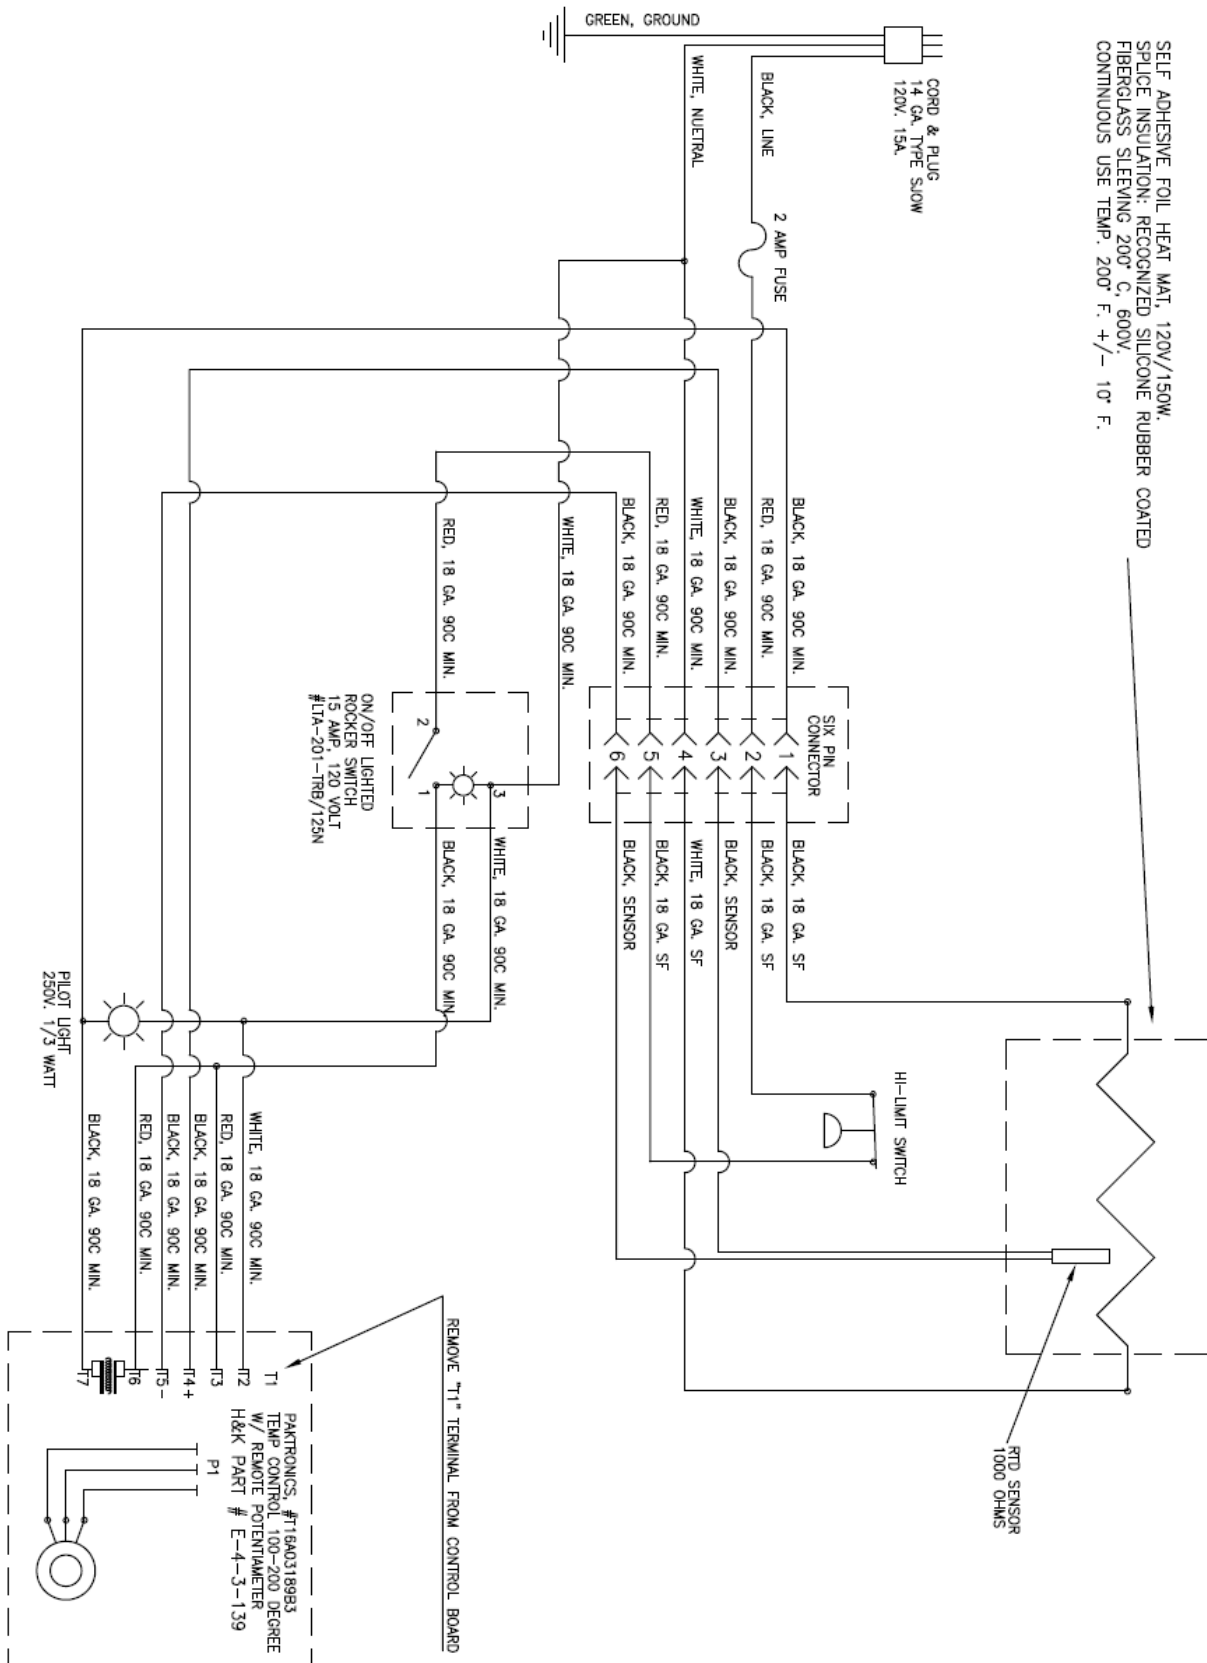 GREEN, GROUND
CORD & PLUG
14 GA. TYPE SJOW
120V. 15A.
BLACK, LINE
WHITE, NUETRAL
2 AMP FUSE
SELF ADHESIVE FOIL HEAT MAT, 120V/150W.
SPLICE INSULATION: RECOGNIZED SILICONE RUBBER COATED
FIBERGLASS SLEEVING 200° C, 600V.
CONTINUOUS USE TEMP. 200° F. +/- 10° F.
BLACK, 18 GA. 90C MIN.
RED, 18 GA. 90C MIN.
BLACK, 18 GA. 90C MIN.
WHITE, 18 GA. 90C MIN.
RED, 18 GA. 90C MIN.
BLACK, 18 GA. 90C MIN.
WHITE, 18 GA. 90C MIN.
RED, 18 GA. 90C MIN.
SIX PIN
CONNECTOR
1
2
3
4
5
6
BLACK, 18 GA. SF
BLACK, 18 GA. SF
BLACK, SENSOR
WHITE, 18 GA. SF
BLACK, 18 GA. SF
BLACK, SENSOR
2
1
3
ON/OFF LIGHTED
ROCKER SWITCH
15 AMP, 120 VOLT
#LTA-201-TRB/125N
WHITE, 18 GA. 90C MIN.
BLACK, 18 GA. 90C MIN.
HI-LIMIT SWITCH
RTD SENSOR
1000 OHMS
PILOT LIGHT
250V. 1/3 WATT
WHITE, 18 GA. 90C MIN.
RED, 18 GA. 90C MIN.
BLACK, 18 GA. 90C MIN.
BLACK, 18 GA. 90C MIN.
RED, 18 GA. 90C MIN.
BLACK, 18 GA. 90C MIN.
REMOVE "T1" TERMINAL FROM CONTROL BOARD
T1
T2
T3
T4+
T5-
T6
T7
P1
PAKTRONICS, #T16A03189B3
TEMP CONTROL 100-200 DEGREE
W/ REMOTE POTENTIAMETER
H&K PART # E-4-3-139